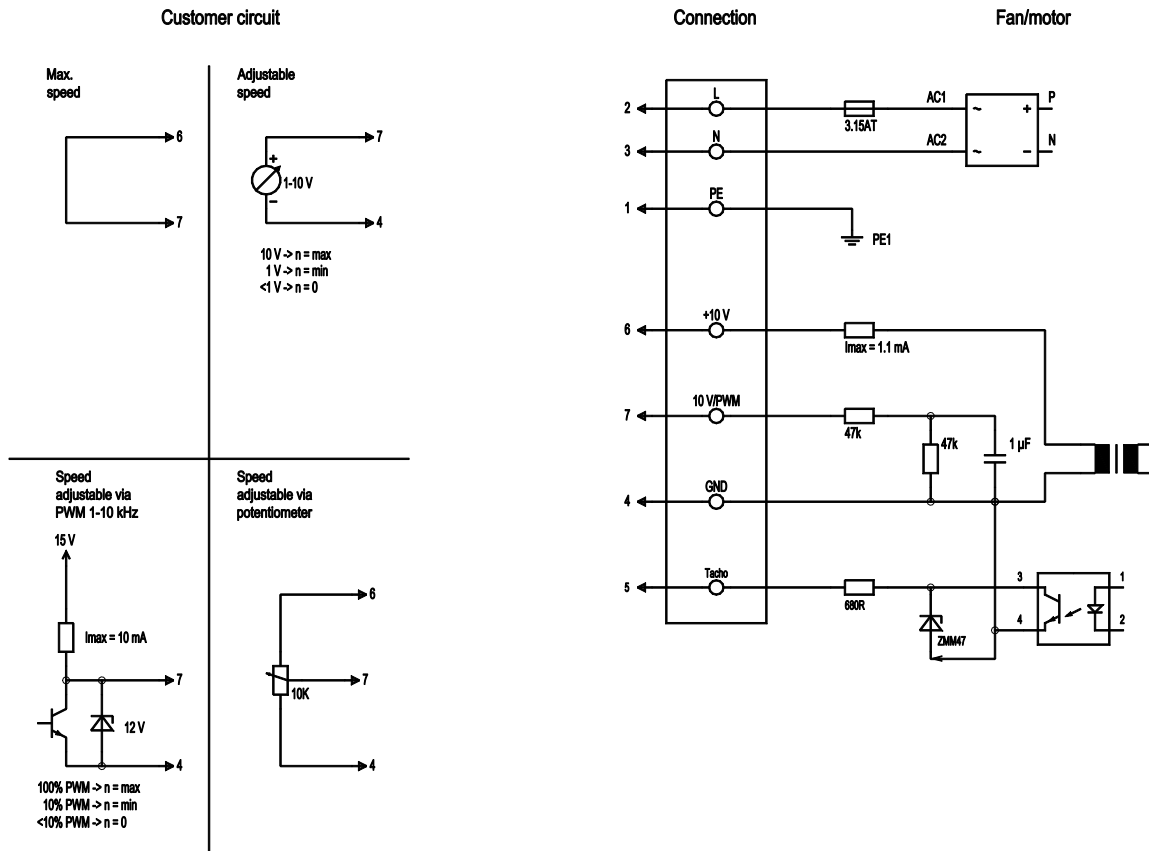 Customer circuit
Connection
Fan/motor
Max.
speed
6
7
Adjustable
speed
7
+
1-10 V
–
4
10 V -> n = max
1 V -> n = min
<1 V -> n = 0
Speed
adjustable via
PWM 1-10 kHz
15 V
Imax = 10 mA
7
12 V
4
100% PWM -> n = max
10% PWM -> n = min
<10% PWM -> n = 0
Speed
adjustable via
potentiometer
6
10K
7
4
2
L
3.15AT
AC1
~
+
P
3
N
AC2
~
–
N
1
PE
PE1
6
+10 V
Imax = 1.1 mA
7
10 V/PWM
47k
47k
1 µF
4
GND
5
Tacho
680R
ZMM47
3
4
1
2